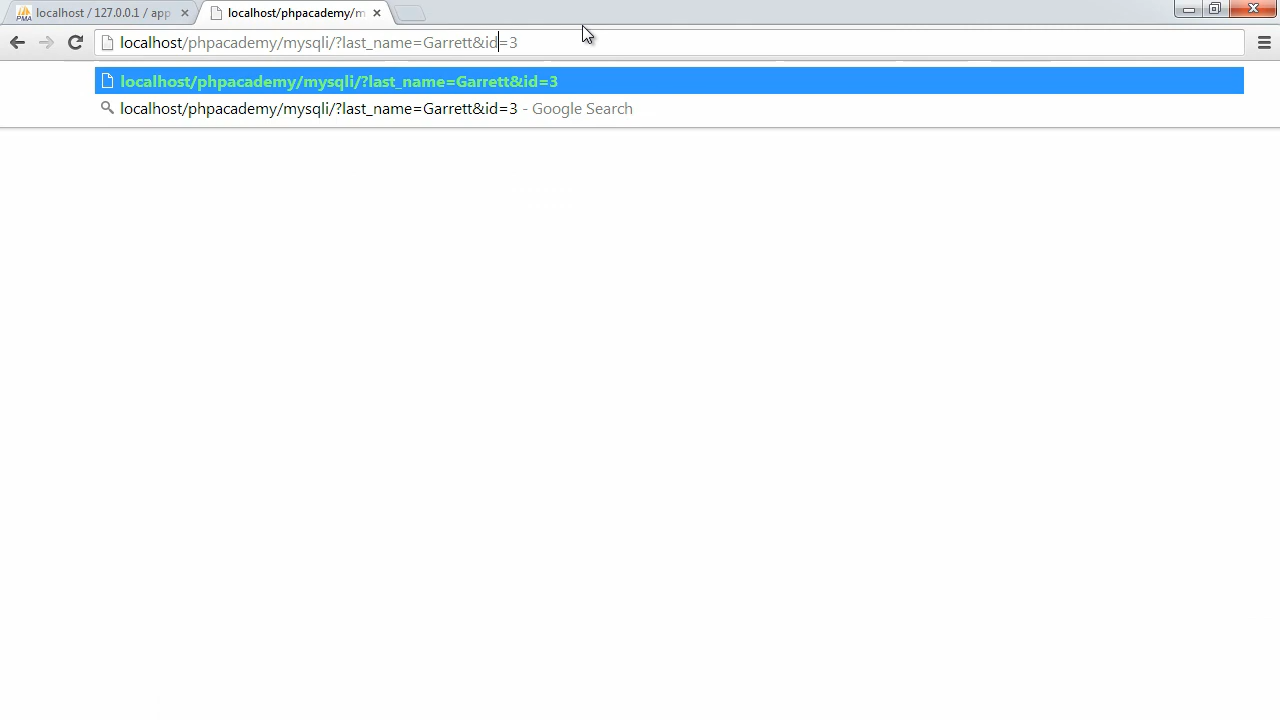 PMA localhost / 127.0.0.1 / app
localhost/phpacademy/m
localhost/phpacademy/mysqli/?last_name=Garrett&id=3
localhost/phpacademy/mysqli/?last_name=Garrett&id=3
localhost/phpacademy/mysqli/?last_name=Garrett&id=3 - Google Search